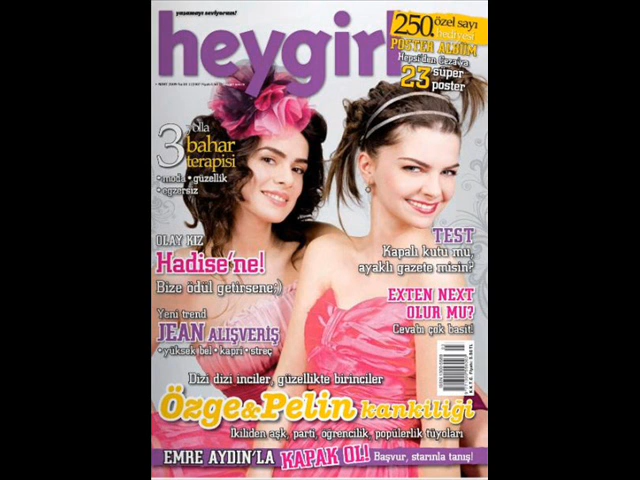 yaşamayı seviyorsan!
heygirl
250. özel sayı
hediyesi
POSTER ALBÜM
Hepsi'den Ceza'ya
23 süper
poster
3 yolla
bahar
terapisi
• moda • güzellik
• egzersiz
OLAY KIZ
Hadise'ne!
Bize ödül getirsene;)
Yeni trend
JEAN ALIŞVERİŞ
• yüksek bel • kapri • streç
TEST
Kapalı kutu mu,
ayaklı gazete misin?
EXTEN NEXT
OLUR MU?
Cevabı çok basit!
Dizi dizi inciler, güzellikte birinciler
Özge&Pelin kankiliği
İkiliden aşk, parti, öğrencilik, popülerlik tüyoları
EMRE AYDIN'LA KAPAK OL! Başvur, starınla tanış!